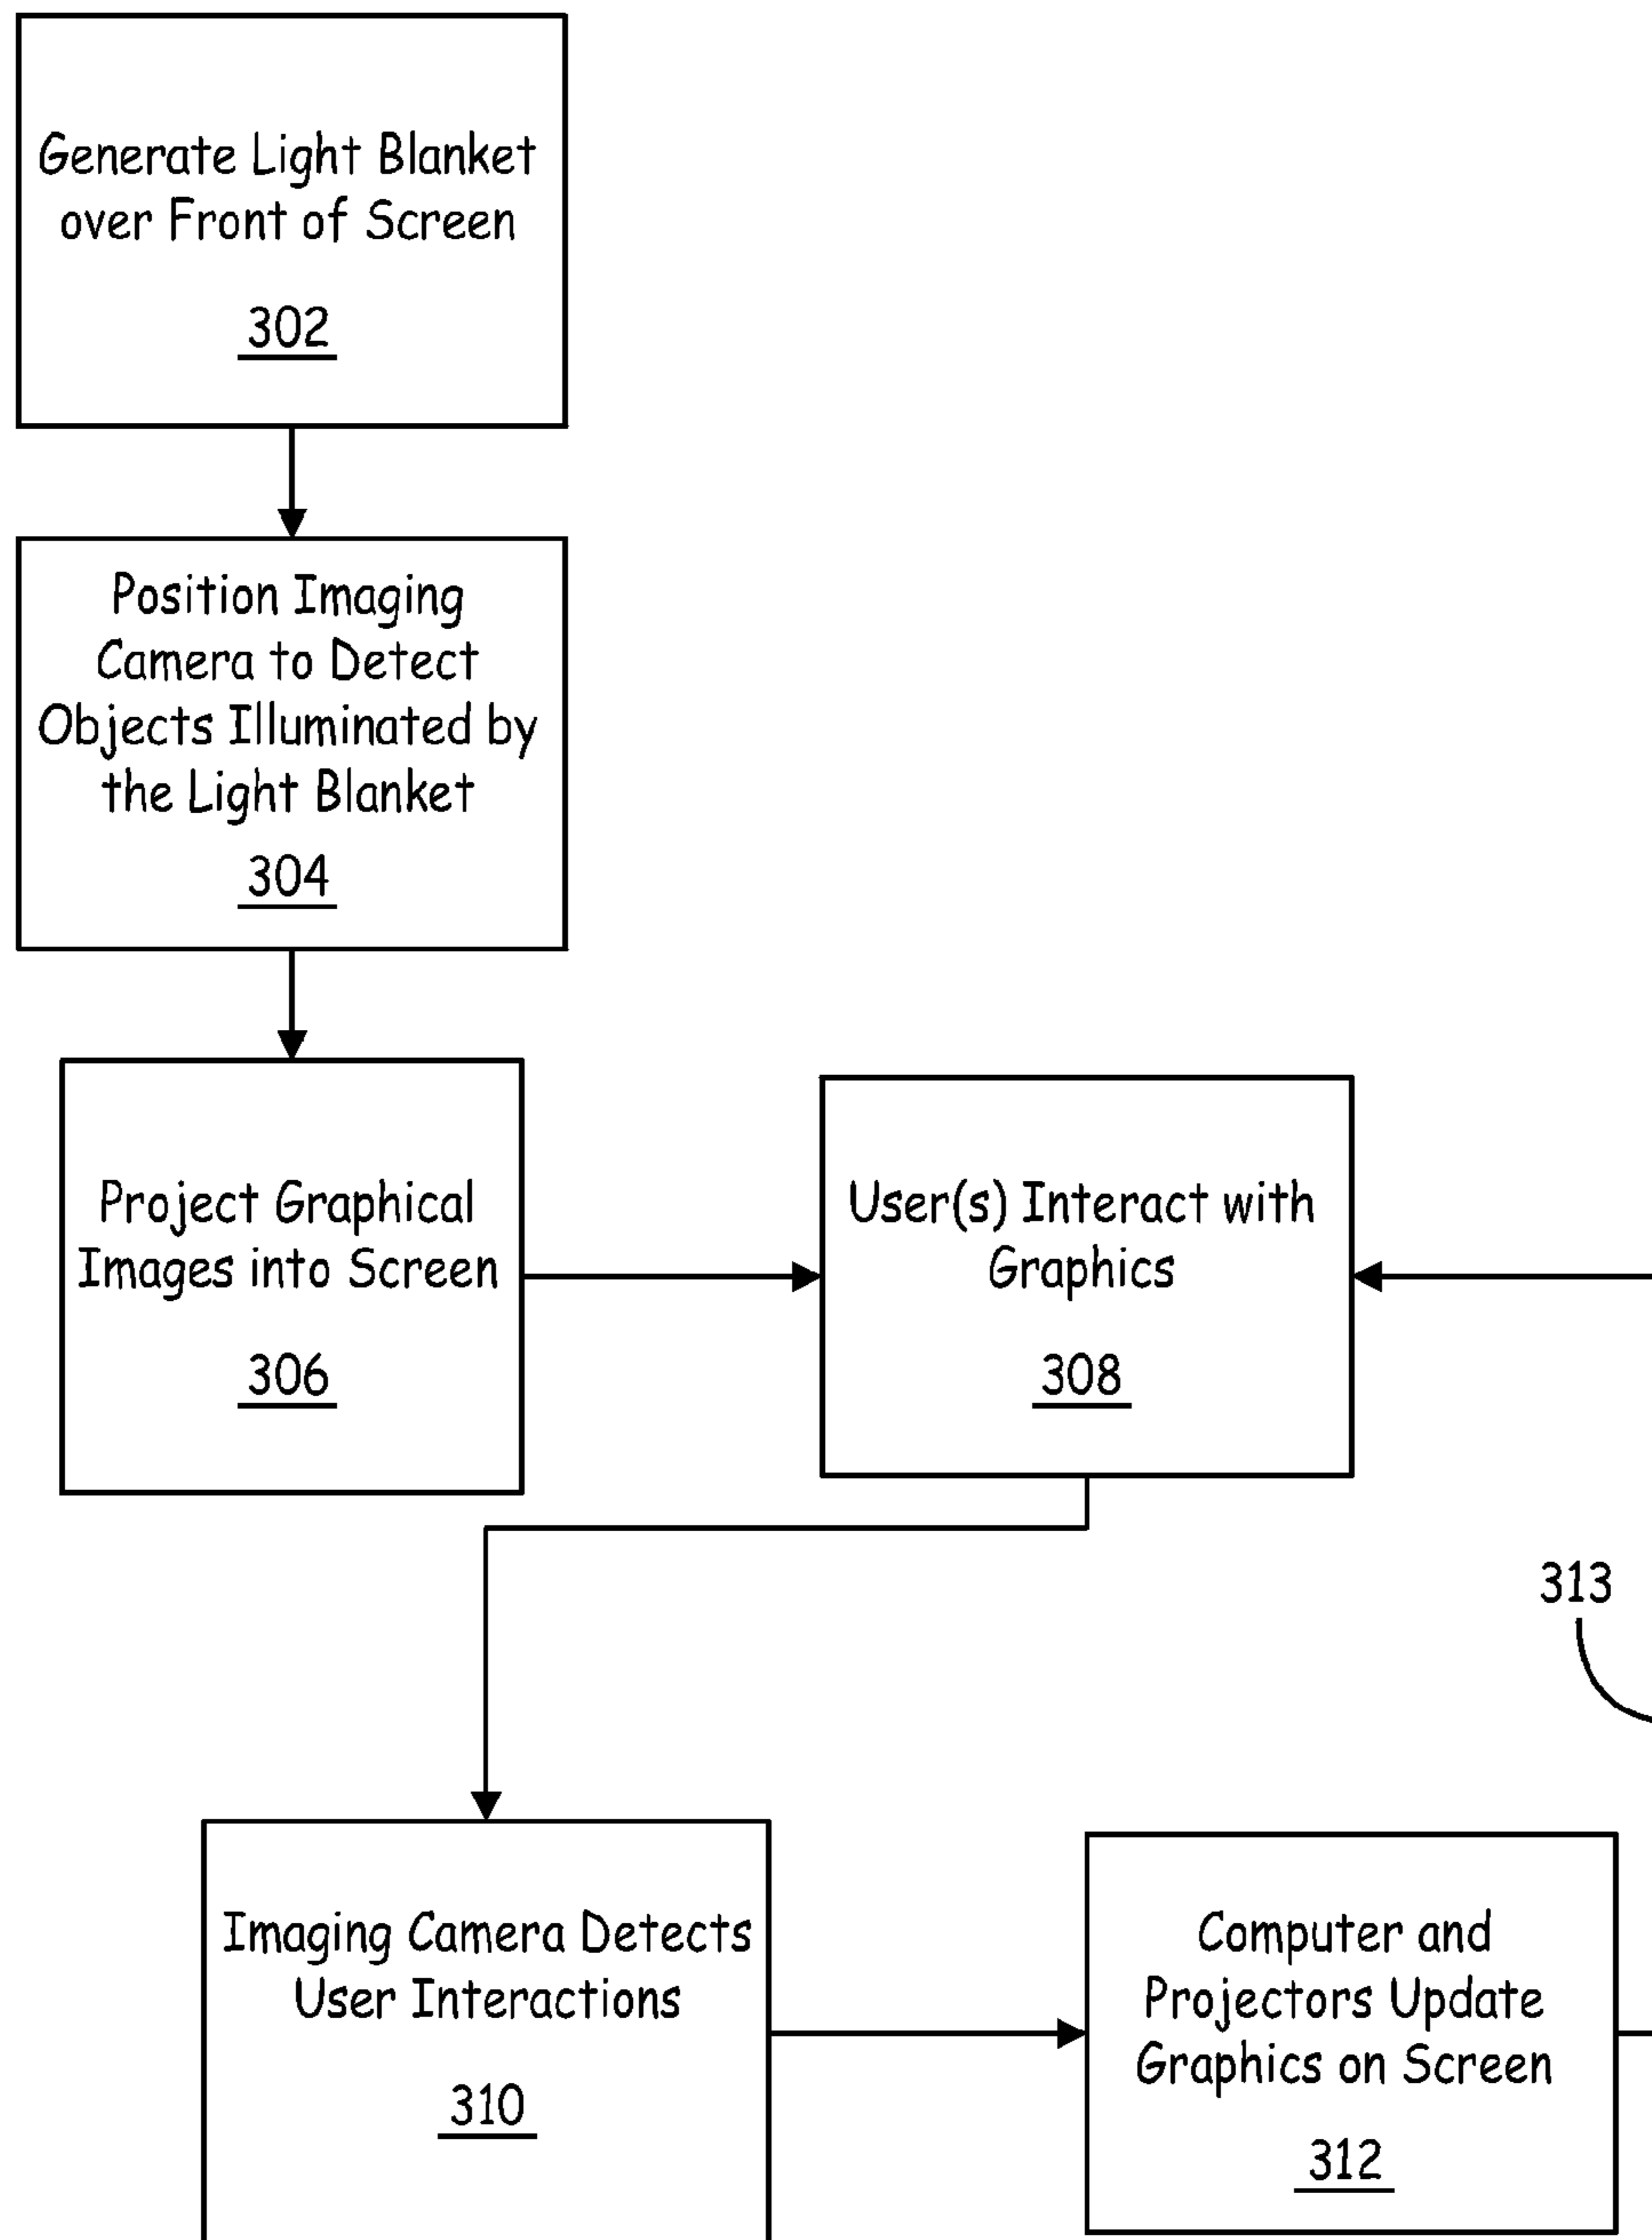 Generate Light Blanket
over Front of Screen
302
Position Imaging
Camera to Detect
Objects Illuminated by
the Light Blanket
304
Project Graphical
Images into Screen
306
User(s) Interact with
Graphics
308
313
Imaging Camera Detects
User Interactions
310
Computer and
Projectors Update
Graphics on Screen
312